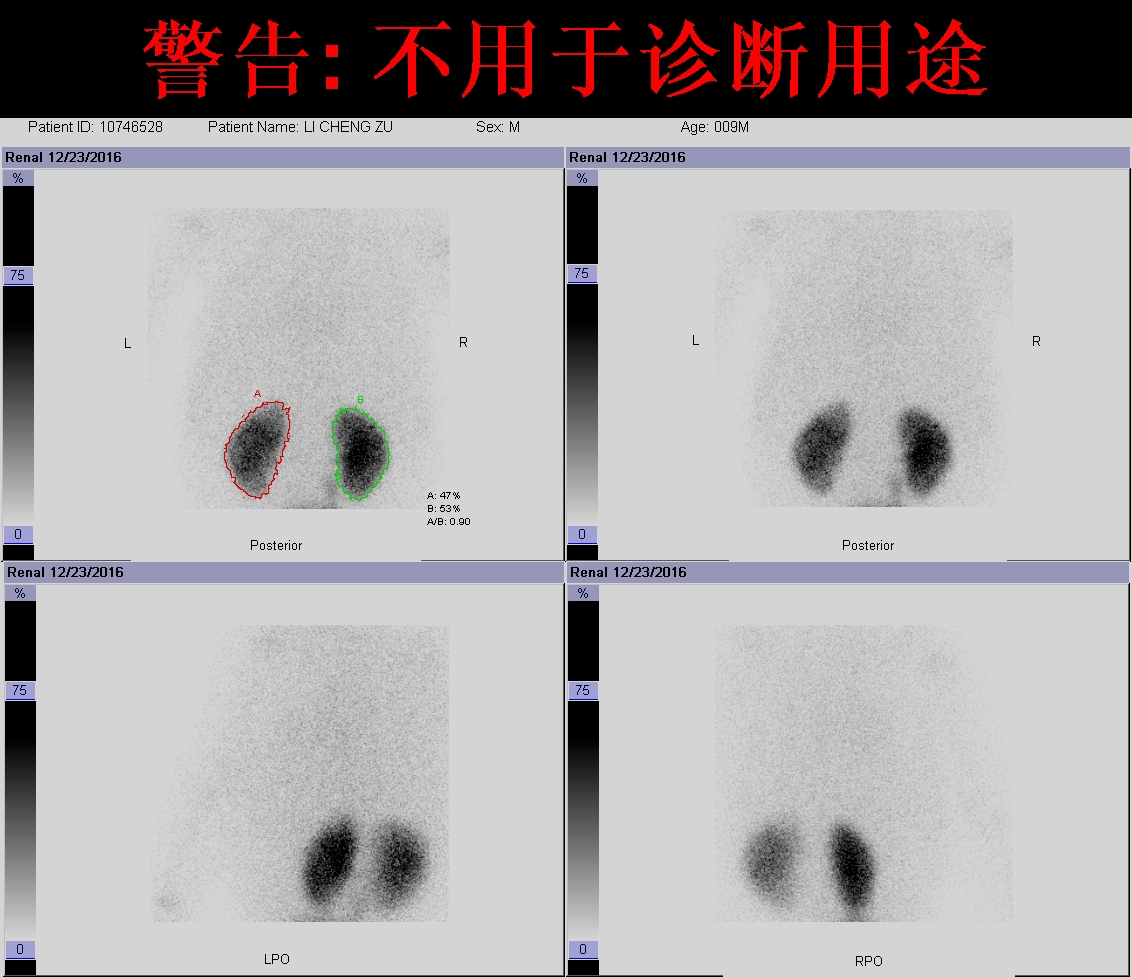 警告: 不用于诊断用途
Patient ID: 10746528 Patient Name: LI CHENG ZU Sex: M Age: 009M
Renal 12/23/2016
%
75
0
L
R
A
B
A: 47%
B: 53%
A/B: 0.90
Posterior
Renal 12/23/2016
%
75
0
L
R
Posterior
Renal 12/23/2016
%
75
0
LPO
Renal 12/23/2016
%
75
0
RPO